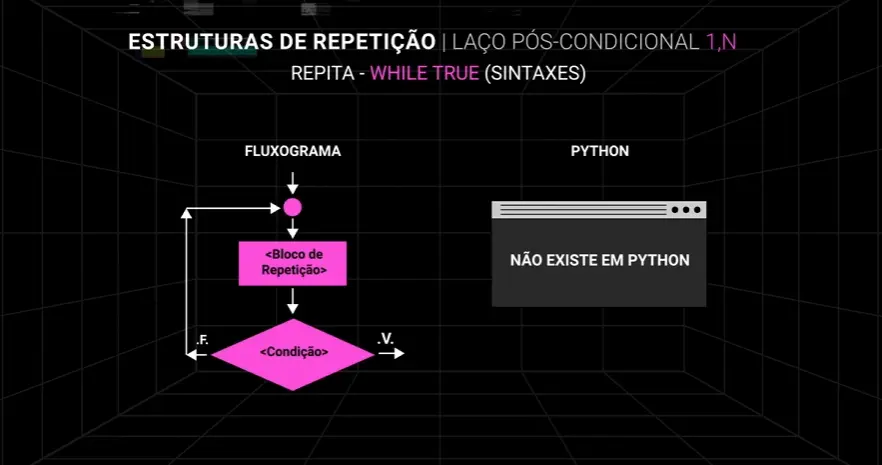 ESTRUTURAS DE REPETIÇÃO | LAÇO PÓS-CONDICIONAL 1,N
REPITA - WHILE TRUE (SINTAXES)
FLUXOGRAMA
<Bloco de
Repetição>
.F.
<Condição>
.V.
PYTHON
NÃO EXISTE EM PYTHON